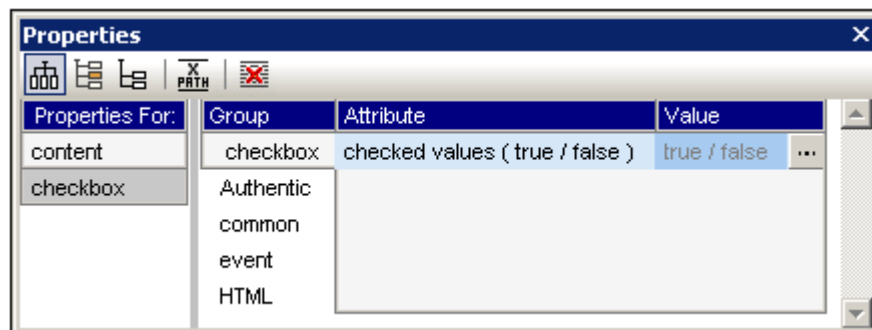 Properties
X PATH
Properties For: Group Attribute Value
content checkbox checked values ( true / false ) true / false ...
checkbox Authentic
common
event
HTML